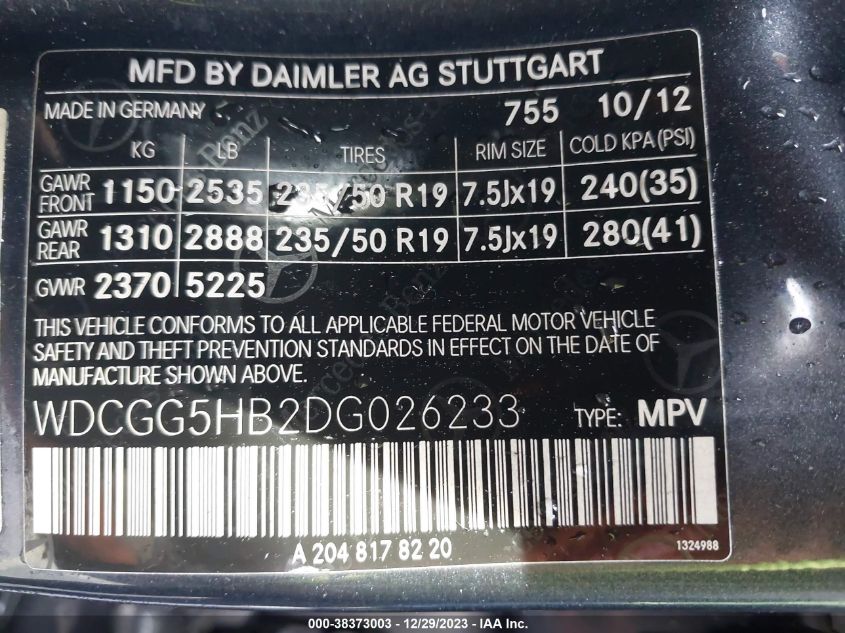 MFD BY DAIMLER AG STUTTGART
MADE IN GERMANY 755 10/12
KG LB TIRES RIM SIZE COLD KPA (PSI)
GAWR FRONT 1150 2535 235/50 R19 7.5Jx19 240(35)
GAWR REAR 1310 2888 235/50 R19 7.5Jx19 280(41)
GVWR 2370 5225
THIS VEHICLE CONFORMS TO ALL APPLICABLE FEDERAL MOTOR VEHICLE
SAFETY AND THEFT PREVENTION STANDARDS IN EFFECT ON THE DATE OF
MANUFACTURE SHOWN ABOVE.
WDCGG5HB2DG026233 TYPE: MPV
A 204 817 82 20 1324988
000-38373003 - 12/29/2023 - IAA Inc.